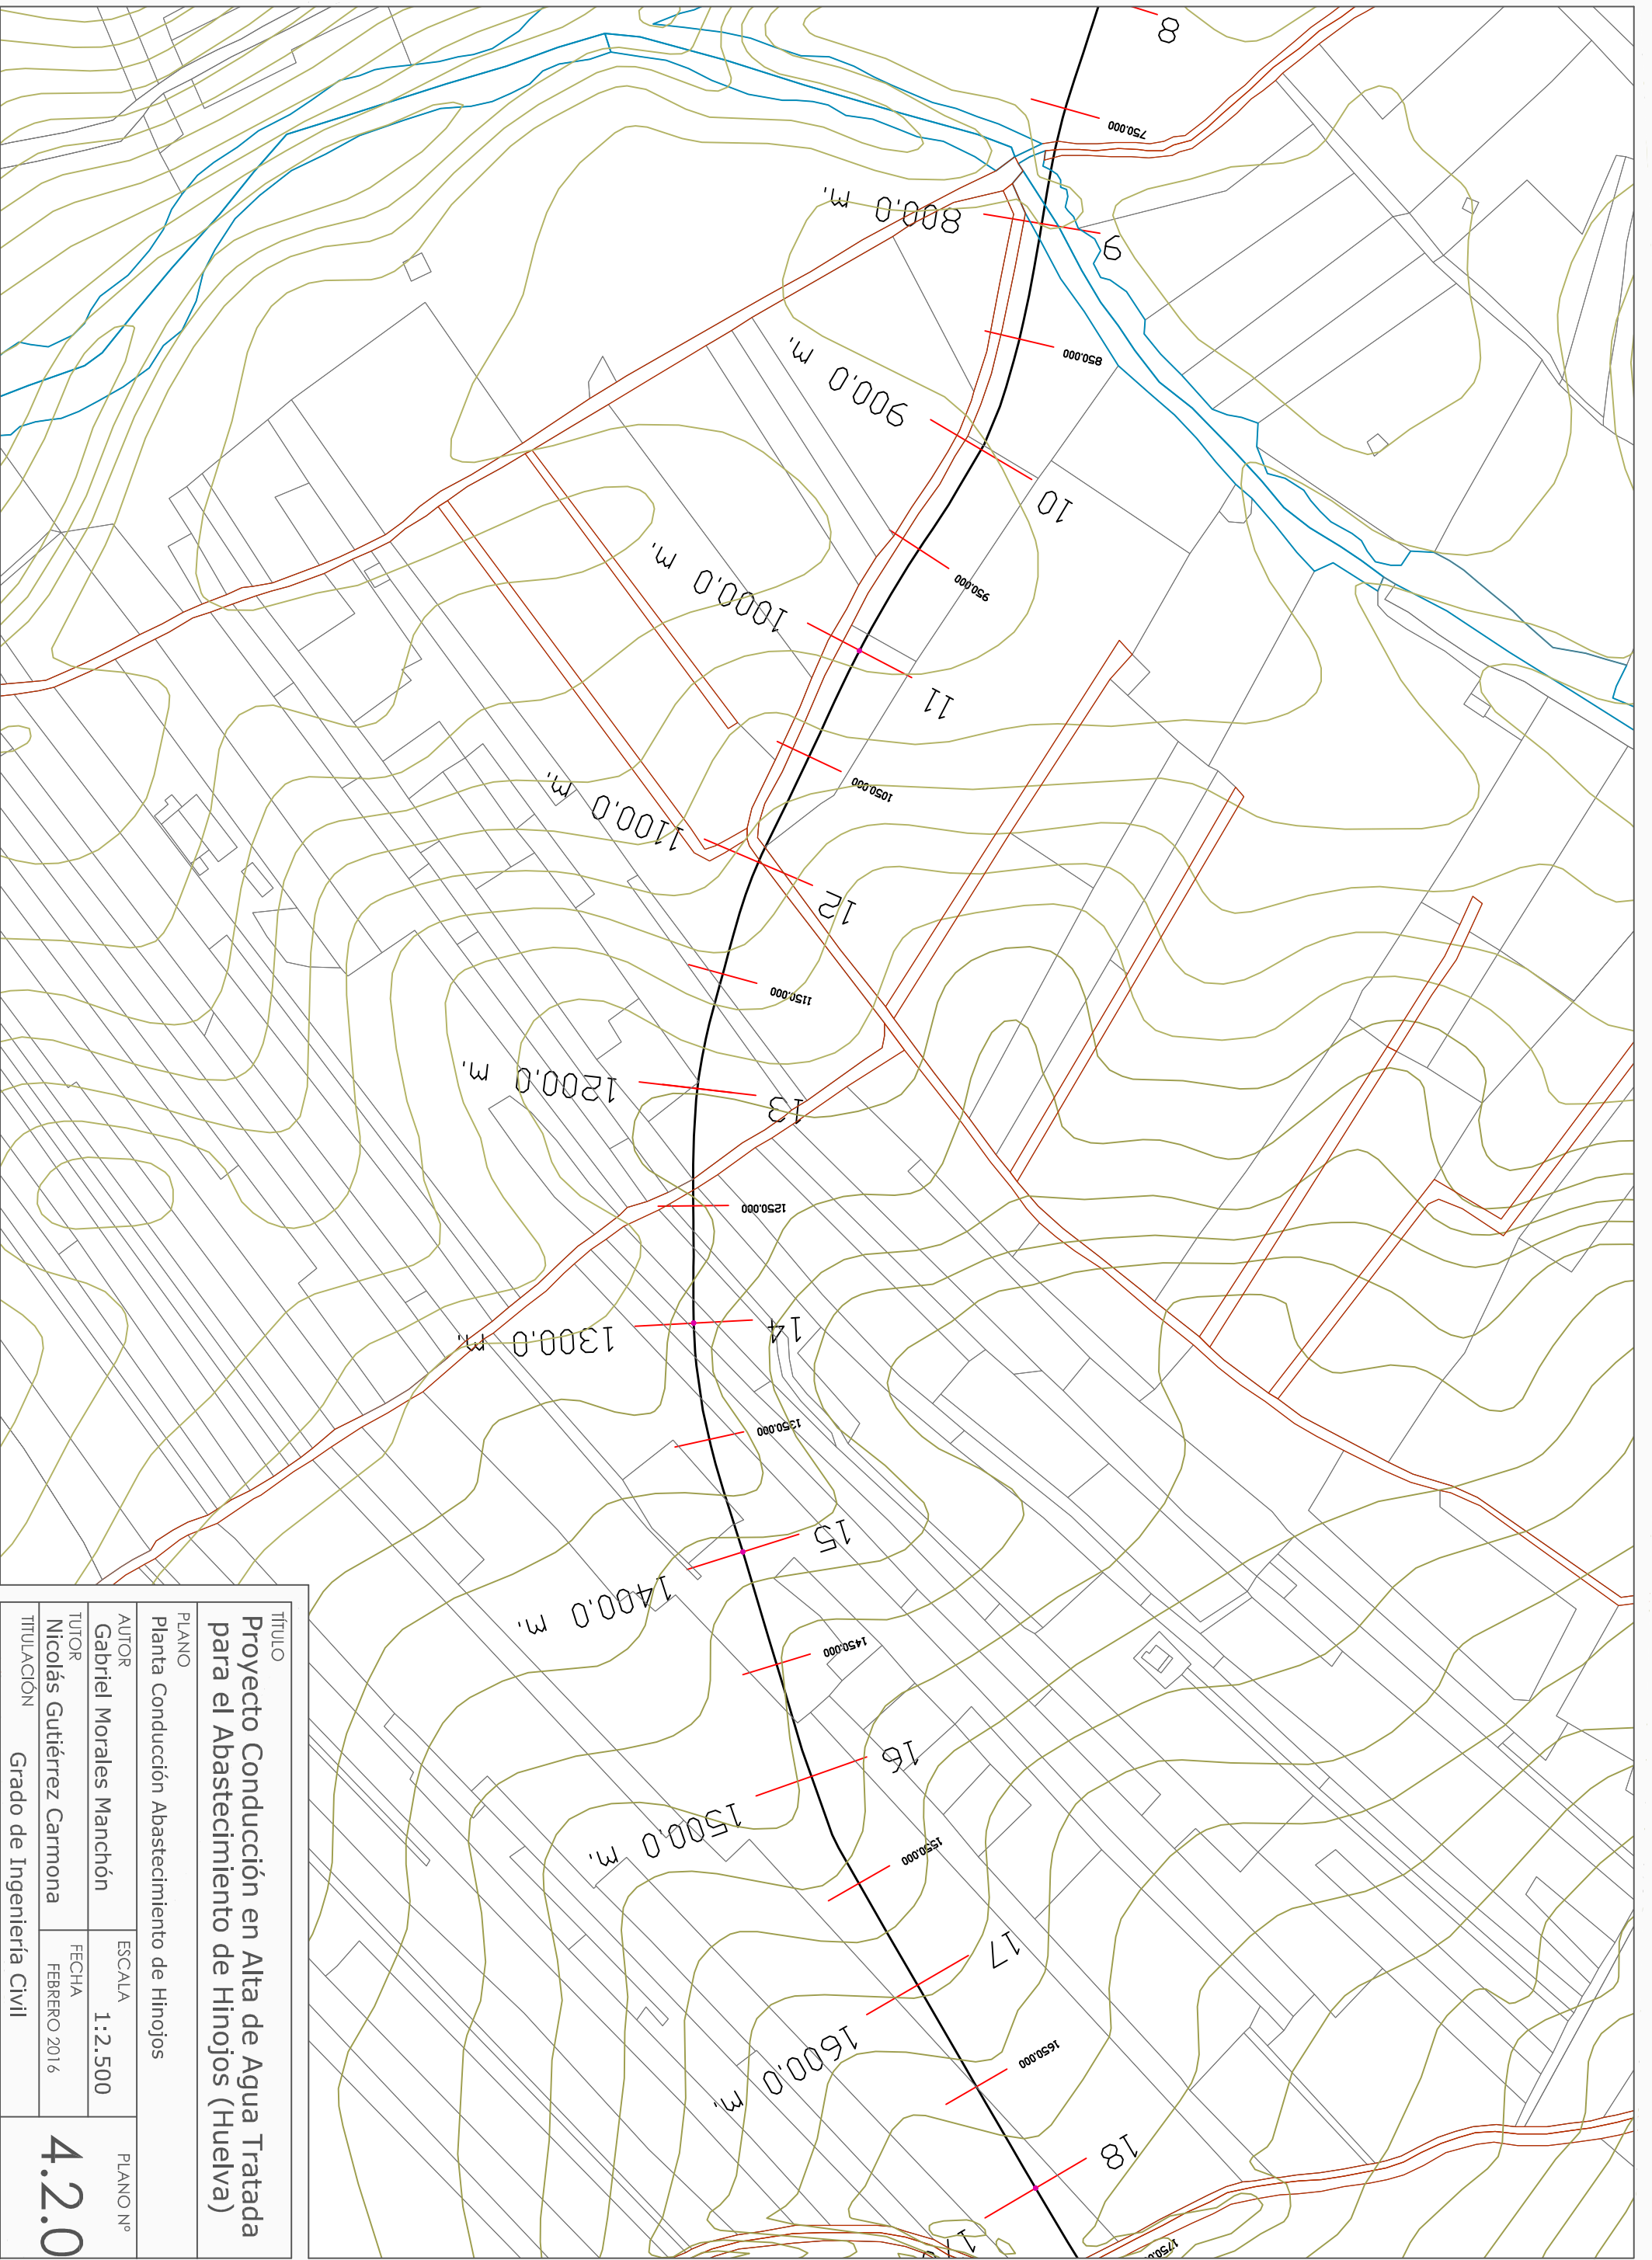 8
750.000
800.0 m.
9
850.000
900.0 m.
10
950.000
1000.0 m.
11
1050.000
1100.0 m.
12
1150.000
1200.0 m.
13
1250.000
1300.0 m.
14
1350.000
15
1400.0 m.
1450.000
16
1500.0 m.
1550.000
17
1600.0 m.
1650.000
18
TÍTULO
Proyecto Conducción en Alta de Agua Tratada
para el Abastecimiento de Hinojos (Huelva)
PLANO
Planta Conducción Abastecimiento de Hinojos
AUTOR
Gabriel Morales Manchón
ESCALA
1:2.500
TUTOR
Nicolás Gutiérrez Carmona
FECHA
FEBRERO 2016
TITULACIÓN
Grado de Ingeniería Civil
PLANO Nº
4.2.0